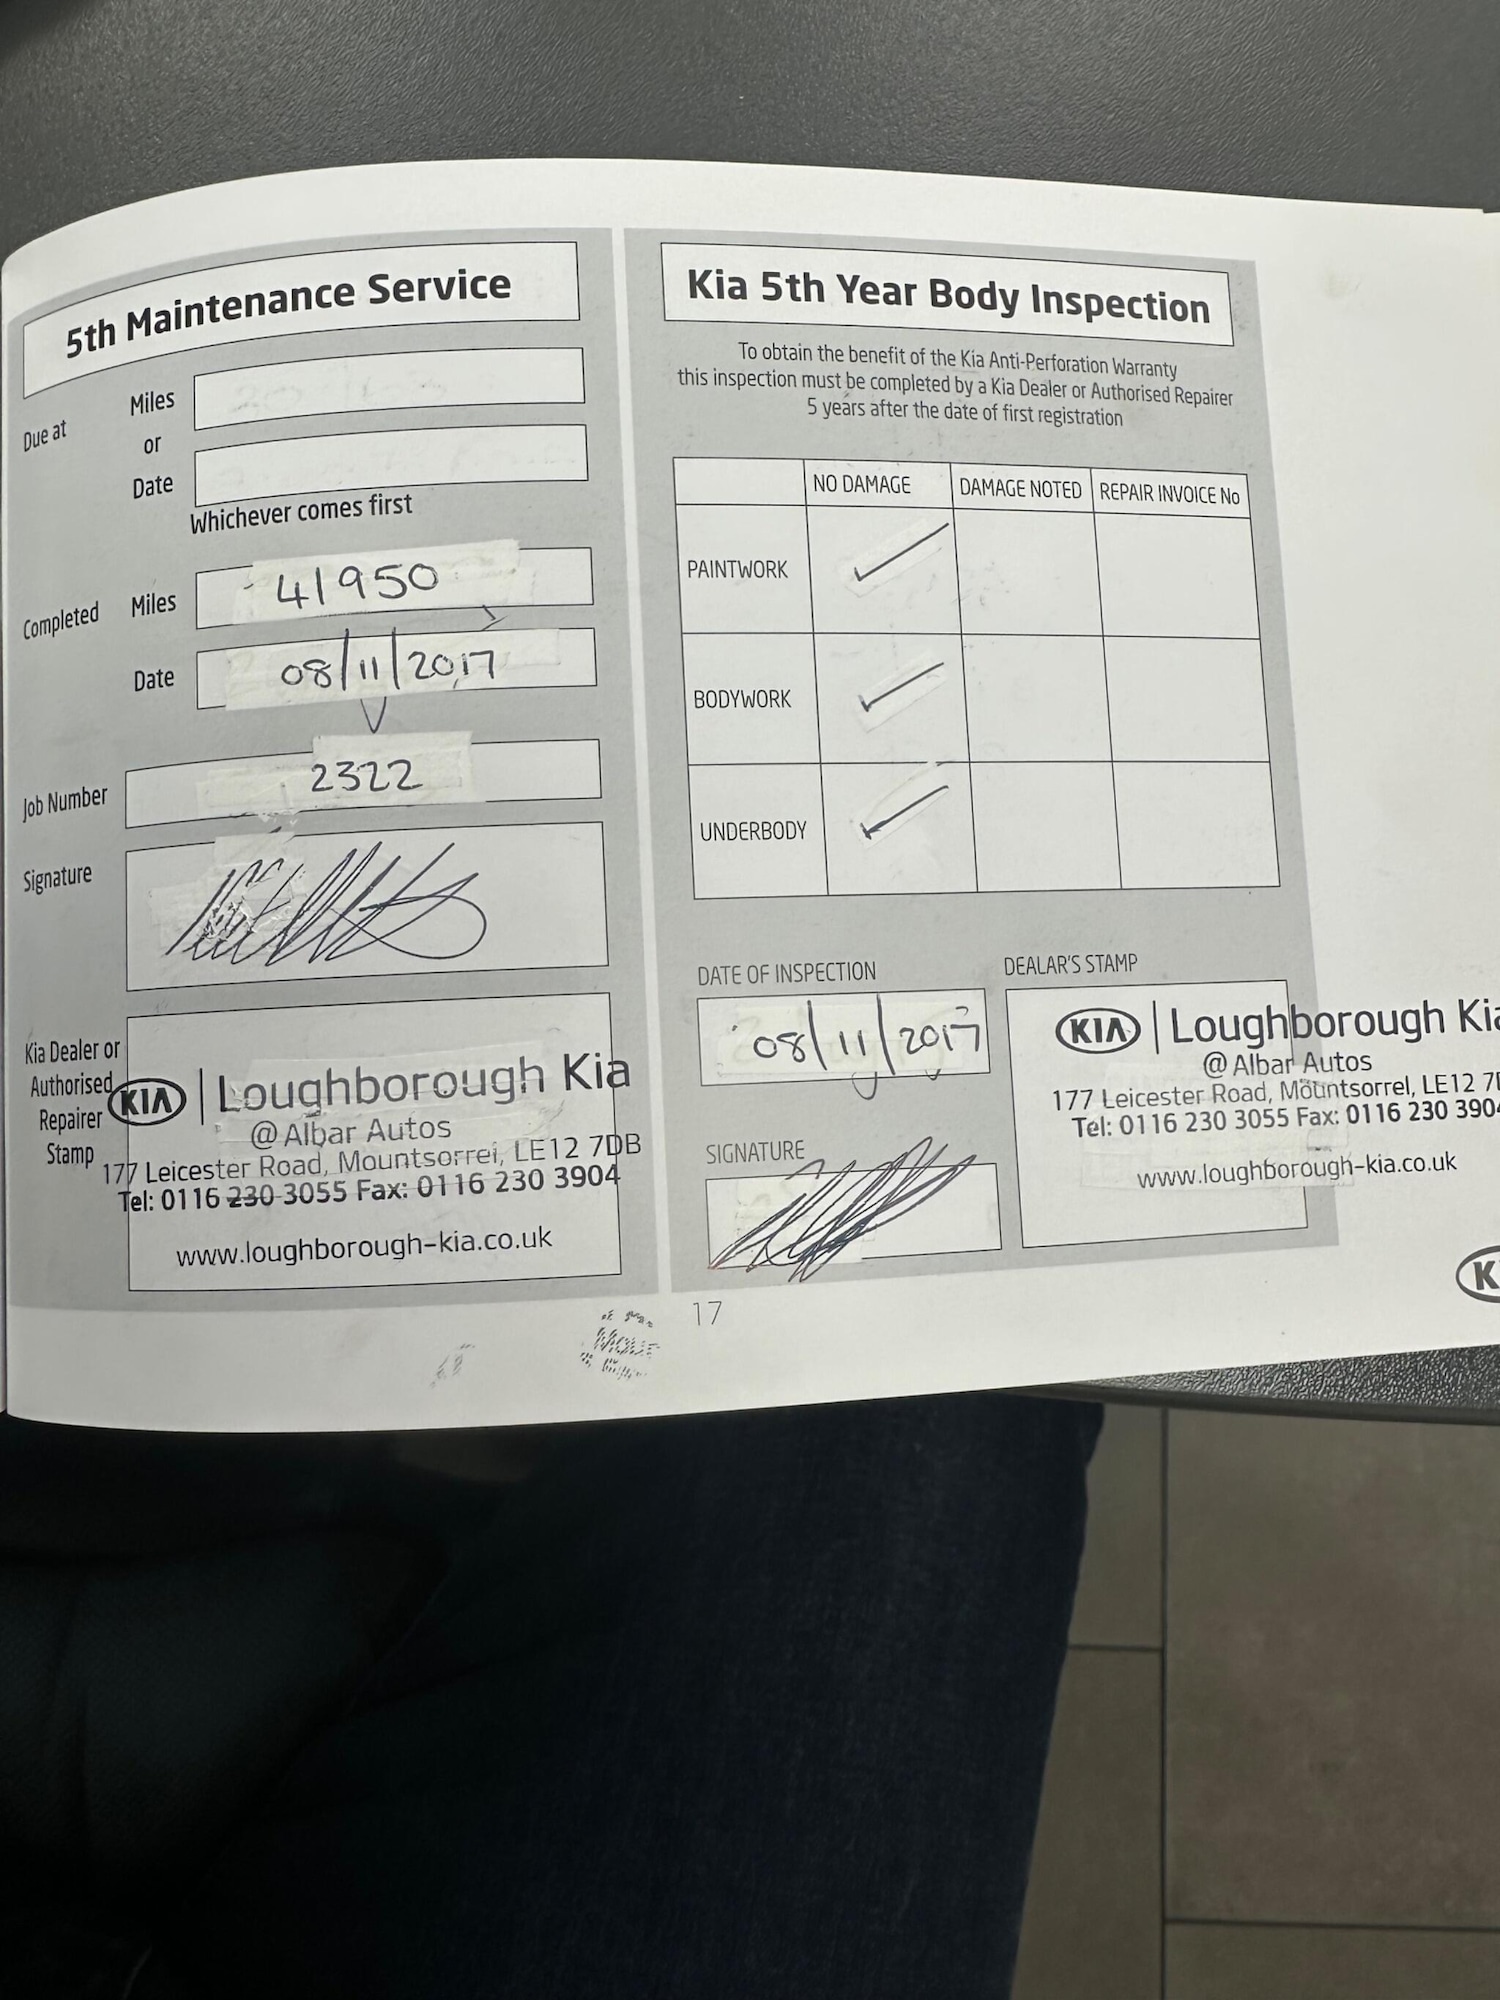 5th Maintenance Service
Due at
Miles
or
Date
Whichever comes first
Completed
Miles
41950
Date
08/11/2017
Job Number
2322
Signature
Kia Dealer or
Authorised
Repairer
Stamp
KIA | Loughborough Kia
@ Albar Autos
177 Leicester Road, Mountsorrel, LE12 7DB
Tel: 0116 230 3055 Fax: 0116 230 3904
www.loughborough-kia.co.uk
Kia 5th Year Body Inspection
To obtain the benefit of the Kia Anti-Perforation Warranty
this inspection must be completed by a Kia Dealer or Authorised Repairer
5 years after the date of first registration
NO DAMAGE DAMAGE NOTED REPAIR INVOICE No
PAINTWORK
BODYWORK
UNDERBODY
DATE OF INSPECTION
08/11/2017
SIGNATURE
DEALAR'S STAMP
KIA | Loughborough Kia
@ Albar Autos
177 Leicester Road, Mountsorrel, LE12 7
Tel: 0116 230 3055 Fax: 0116 230 390
www.loughborough-kia.co.uk
17
K